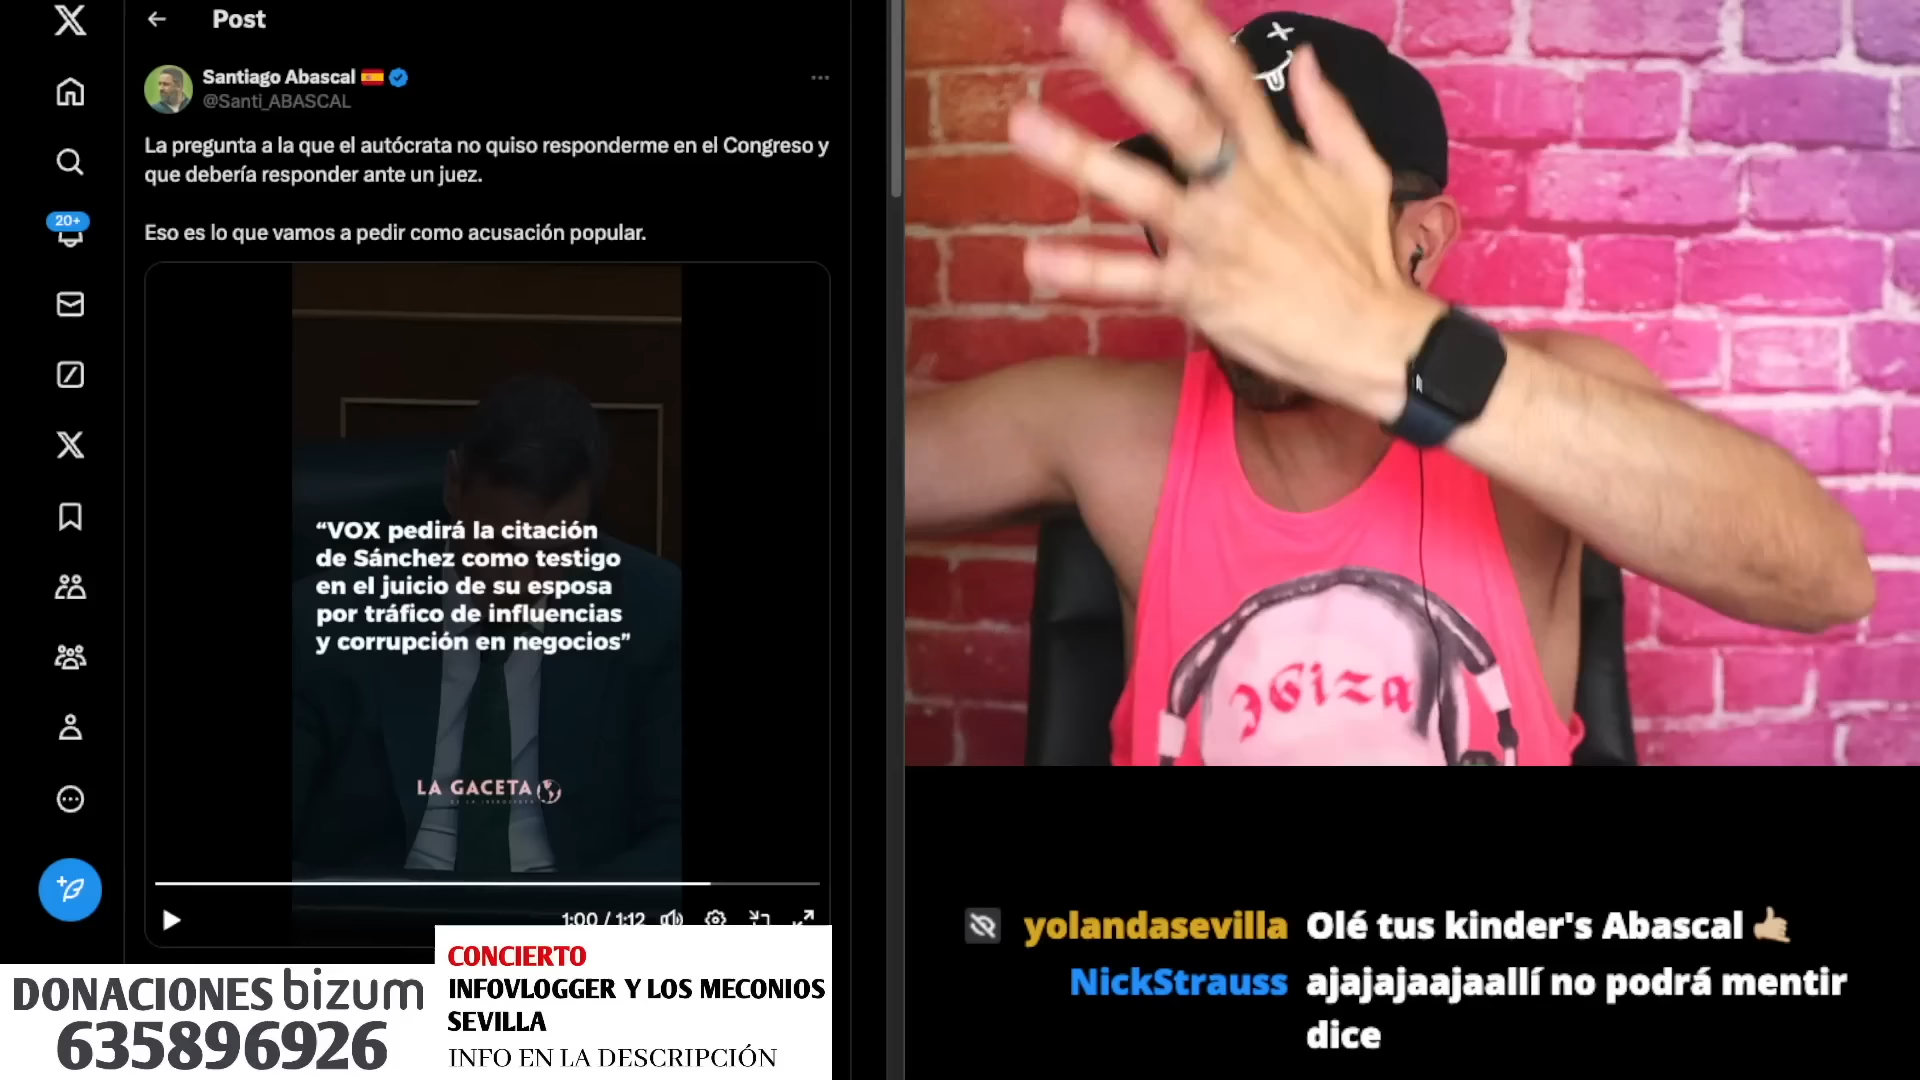 Post
Santiago Abascal
@Santi_ABASCAL
La pregunta a la que el autócrata no quiso responderme en el Congreso y
que debería responder ante un juez.
Eso es lo que vamos a pedir como acusación popular.
20+
“VOX pedirá la citación
de Sánchez como testigo
en el juicio de su esposa
por tráfico de influencias
y corrupción en negocios”
LA GACETA
1:00 / 1:12
DONACIONES bizum
635896926
CONCIERTO
INFOVLOGGER Y LOS MECONIOS
SEVILLA
INFO EN LA DESCRIPCIÓN
Ibiza
yolandasevilla Olé tus kinder's Abascal
NickStrauss ajajajaajaallí no podrá mentir
dice